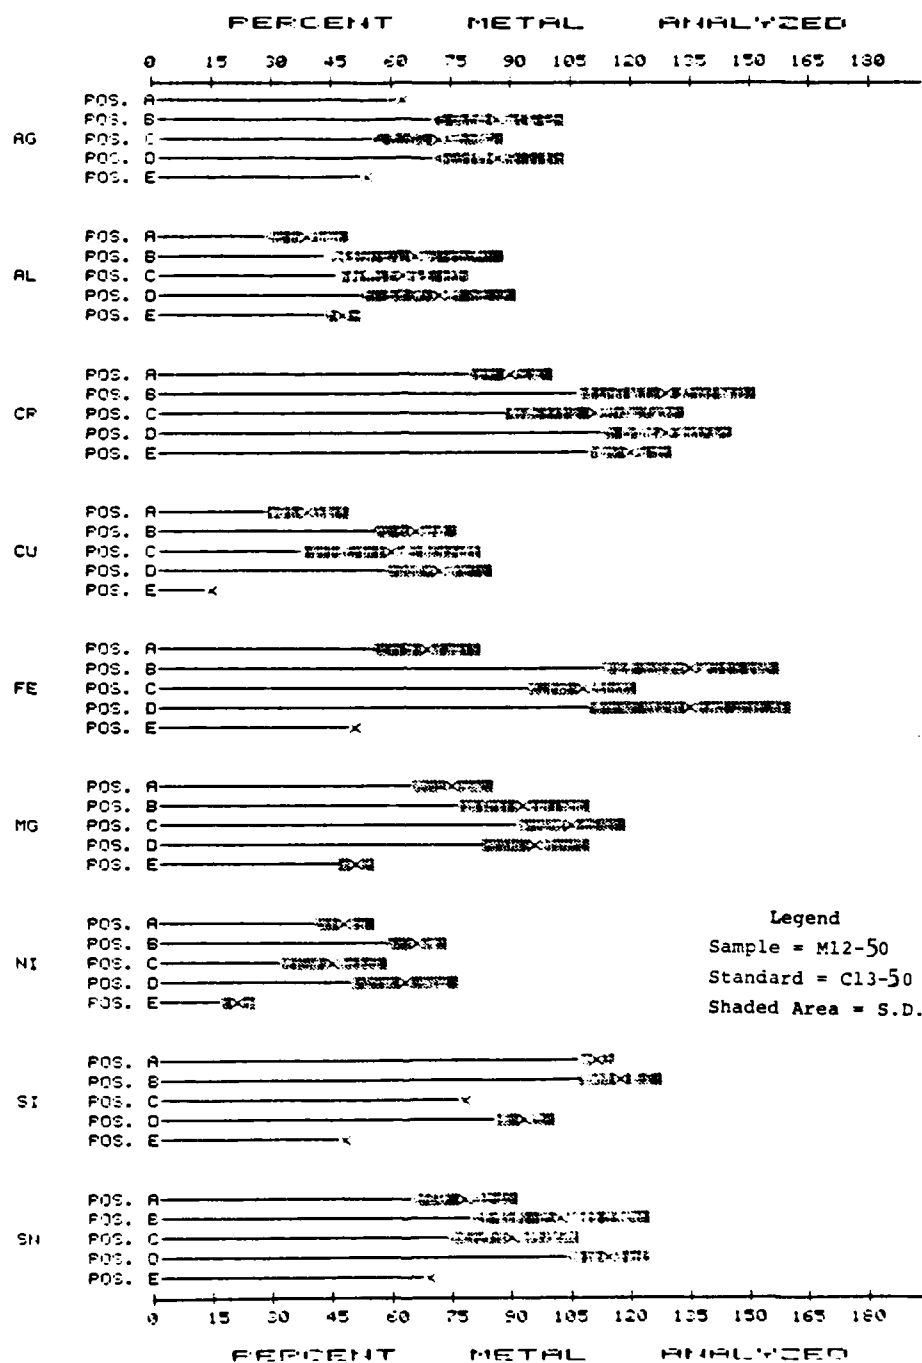 PERCENT METAL ANALYZED
0 15 30 45 60 75 90 105 120 135 150 165 180
AG
POS. A
POS. B
POS. C
POS. D
POS. E
AL
POS. A
POS. B
POS. C
POS. D
POS. E
CR
POS. A
POS. B
POS. C
POS. D
POS. E
CU
POS. A
POS. B
POS. C
POS. D
POS. E
FE
POS. A
POS. B
POS. C
POS. D
POS. E
MG
POS. A
POS. B
POS. C
POS. D
POS. E
NI
POS. A
POS. B
POS. C
POS. D
POS. E
Legend
Sample = M12-50
Standard = C13-50
Shaded Area = S.D.
SI
POS. A
POS. B
POS. C
POS. D
POS. E
SN
POS. A
POS. B
POS. C
POS. D
POS. E
0 15 30 45 60 75 90 105 120 135 150 165 180
PERCENT METAL ANALYZED